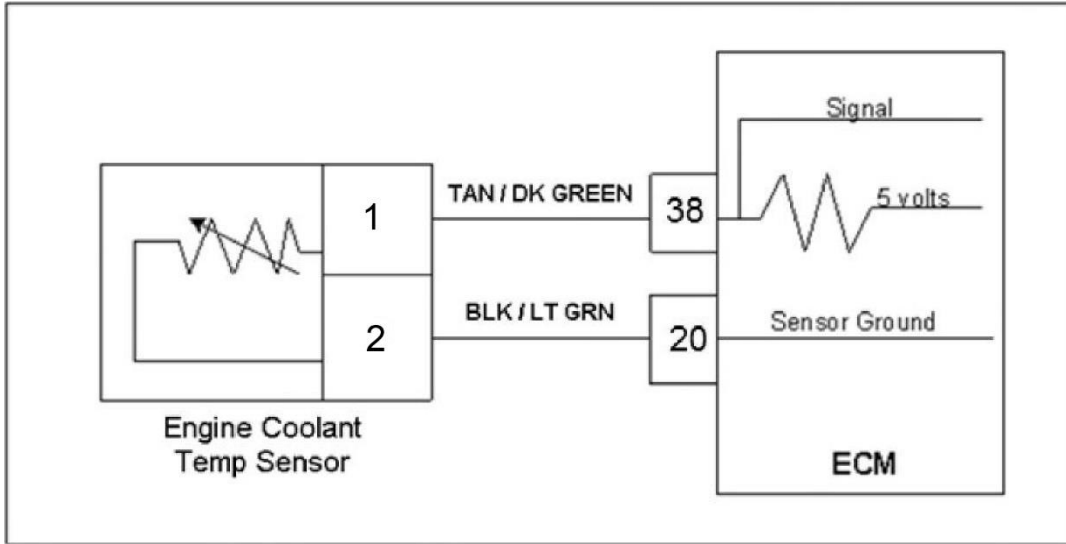 Signal
TAN / DK GREEN
1
38
5 volts
BLK / LT GRN
2
20
Sensor Ground
Engine Coolant
Temp Sensor
ECM